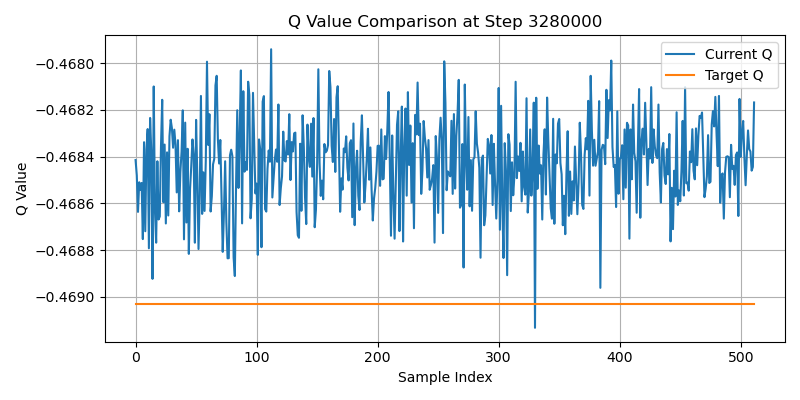 Q Value Comparison at Step 3280000
Current Q
Target Q
Q Value
−0.4680
−0.4682
−0.4684
−0.4686
−0.4688
−0.4690
0
100
200
300
400
500
Sample Index